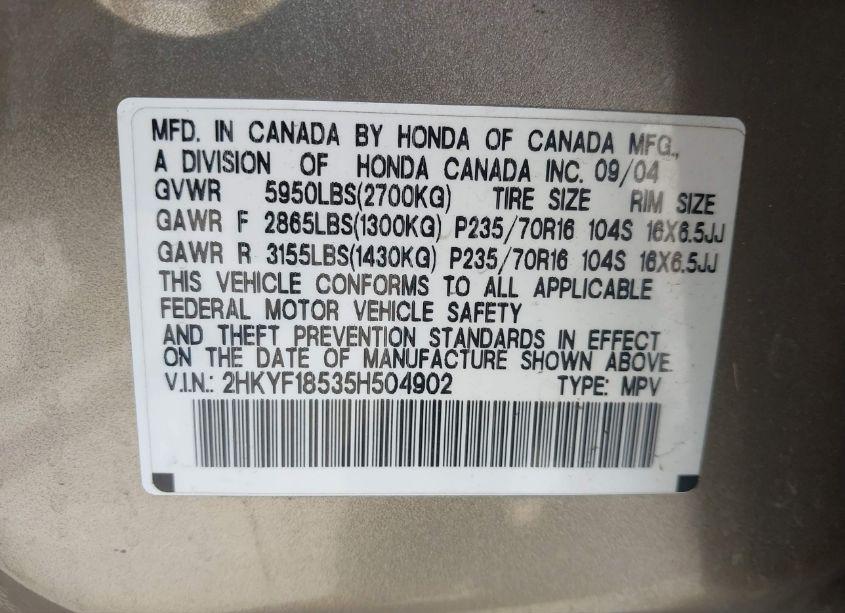 MFD. IN CANADA BY HONDA OF CANADA MFG.,
A DIVISION OF HONDA CANADA INC. 09/04
GVWR 5950LBS(2700KG) TIRE SIZE RIM SIZE
GAWR F 2865LBS(1300KG) P235/70R16 104S 16X6.5JJ
GAWR R 3155LBS(1430KG) P235/70R16 104S 16X6.5JJ
THIS VEHICLE CONFORMS TO ALL APPLICABLE
FEDERAL MOTOR VEHICLE SAFETY
AND THEFT PREVENTION STANDARDS IN EFFECT
ON THE DATE OF MANUFACTURE SHOWN ABOVE.
V.I.N.: 2HKYF18535H504902 TYPE: MPV